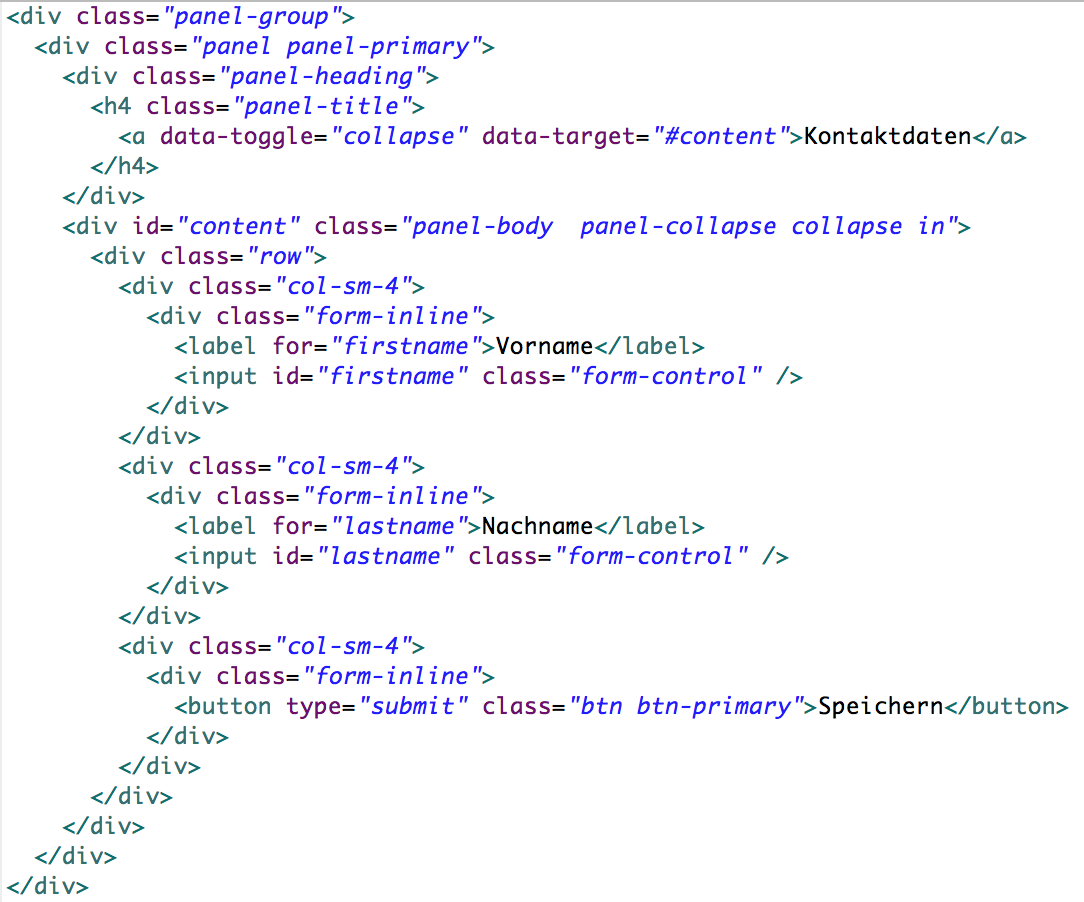 <div class="panel-group">
  <div class="panel panel-primary">
    <div class="panel-heading">
      <h4 class="panel-title">
        <a data-toggle="collapse" data-target="#content">Kontaktdaten</a>
      </h4>
    </div>
    <div id="content" class="panel-body  panel-collapse collapse in">
      <div class="row">
        <div class="col-sm-4">
          <div class="form-inline">
            <label for="firstname">Vorname</label>
            <input id="firstname" class="form-control" />
          </div>
        </div>
        <div class="col-sm-4">
          <div class="form-inline">
            <label for="lastname">Nachname</label>
            <input id="lastname" class="form-control" />
          </div>
        </div>
        <div class="col-sm-4">
          <div class="form-inline">
            <button type="submit" class="btn btn-primary">Speichern</button>
          </div>
        </div>
      </div>
    </div>
  </div>
</div>